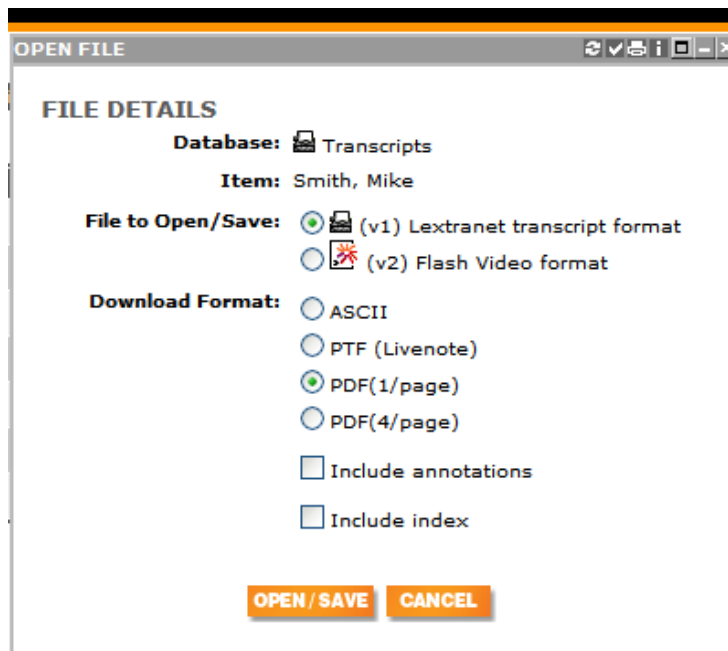 OPEN FILE
FILE DETAILS
Database: Transcripts
Item: Smith, Mike
File to Open/Save: (v1) Lextranet transcript format
(v2) Flash Video format
Download Format: ASCII
PTF (Livenote)
PDF(1/page)
PDF(4/page)
Include annotations
Include index
OPEN/SAVE CANCEL